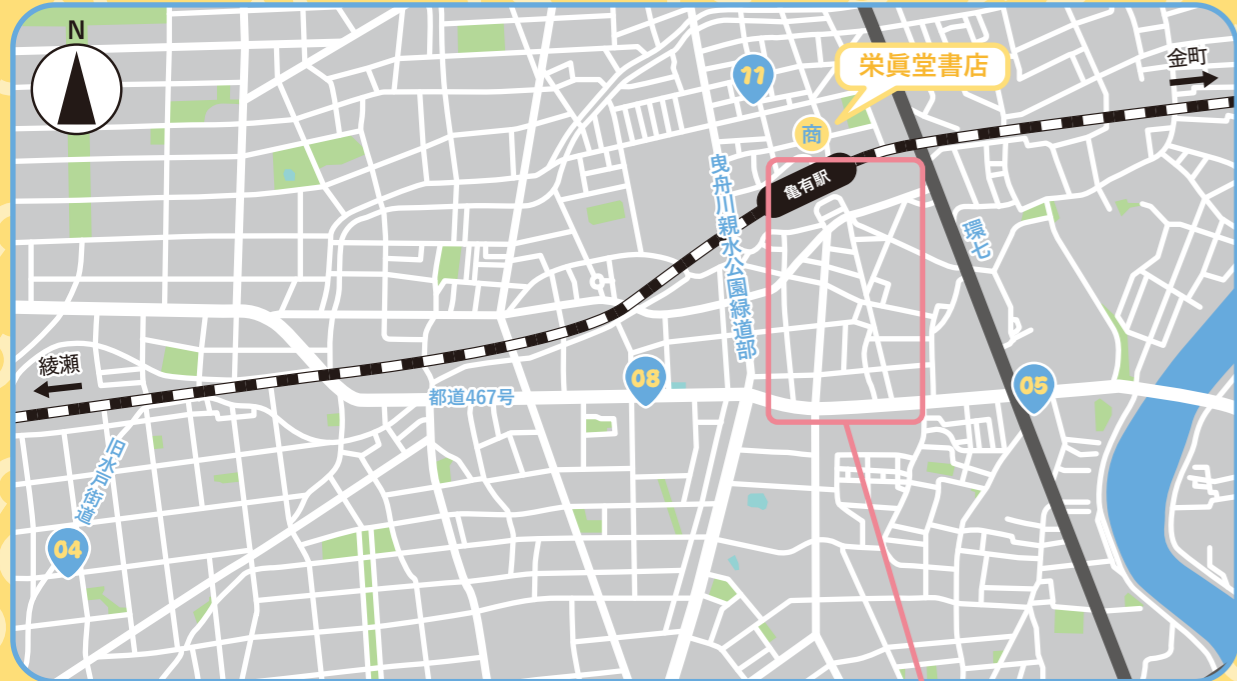 N
11
栄眞堂書店
金町
商
亀有駅
曳舟川親水公園緑道部
環七
綾瀬
08
05
都道467号
旧水戸街道
04